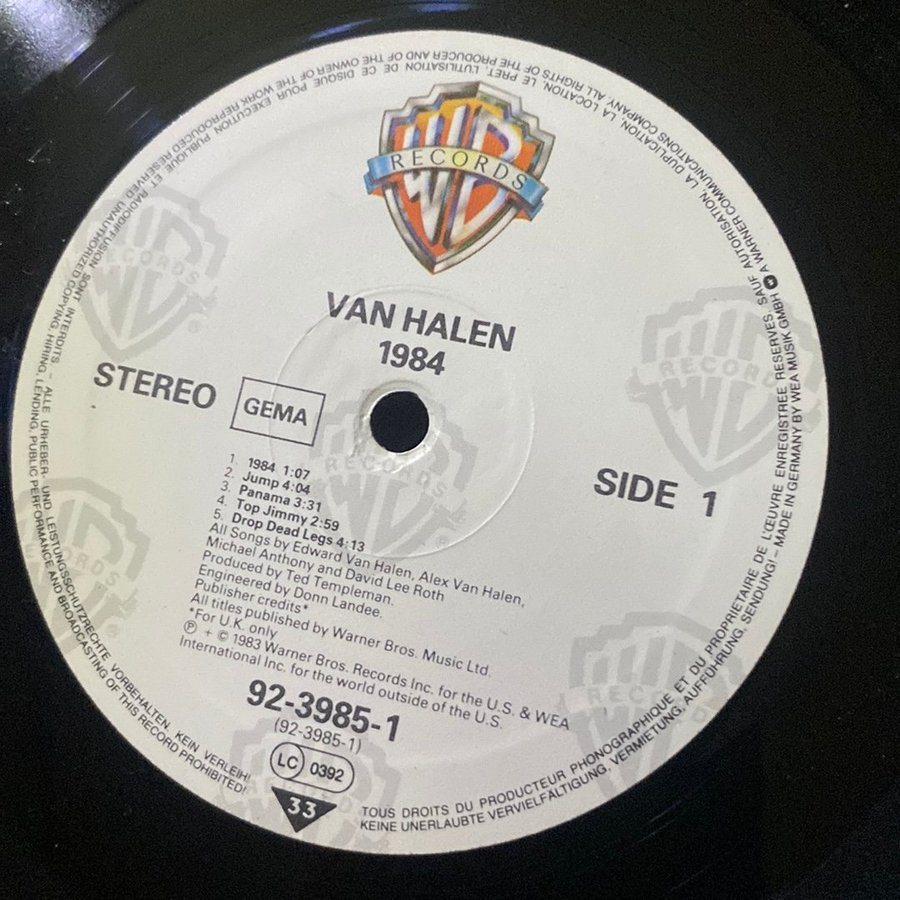 WB
RECORDS
VAN HALEN
1984
STEREO
GEMA
SIDE 1
1. 1984 1:07
2. Jump 4:04
3. Panama 3:31
4. Top Jimmy 2:59
5. Drop Dead Legs 4:13
All Songs by Edward Van Halen, Alex Van Halen,
Michael Anthony and David Lee Roth
Produced by Ted Templeman.
Engineered by Donn Landee.
Publisher credits*
All titles published by Warner Bros. Music Ltd.
*For U.K. only
℗ + © 1983 Warner Bros. Records Inc. for the U.S. & WEA
International Inc. for the world outside of the U.S.
92-3985-1
(92-3985-1)
LC 0392
33
TOUS DROITS DU PRODUCTEUR PHONOGRAPHIQUE ET DU PROPRIETAIRE DE L'ŒUVRE ENREGISTREE RESERVES. SAUF AUTORISATION, LA DUPLICATION, LA LOCATION, LE PRET, L'UTILISATION DE CE DISQUE POUR EXECUTION PUBLIQUE ET RADIODIFFUSION SONT INTERDITS – ALLE URHEBER- UND LEISTUNGSSCHUTZRECHTE VORBEHALTEN. KEIN VERLEIH!
KEINE UNERLAUBTE VERVIELFÄLTIGUNG, VERMIETUNG, AUFFÜHRUNG, SENDUNG! – MADE IN GERMANY BY WEA MUSIK GMBH A WARNER COMMUNICATIONS COMPANY. ALL RIGHTS OF THE PRODUCER AND OF THE OWNER OF THE WORK REPRODUCED RESERVED. UNAUTHORIZED COPYING, HIRING, LENDING, PUBLIC PERFORMANCE AND BROADCASTING OF THIS RECORD PROHIBITED!